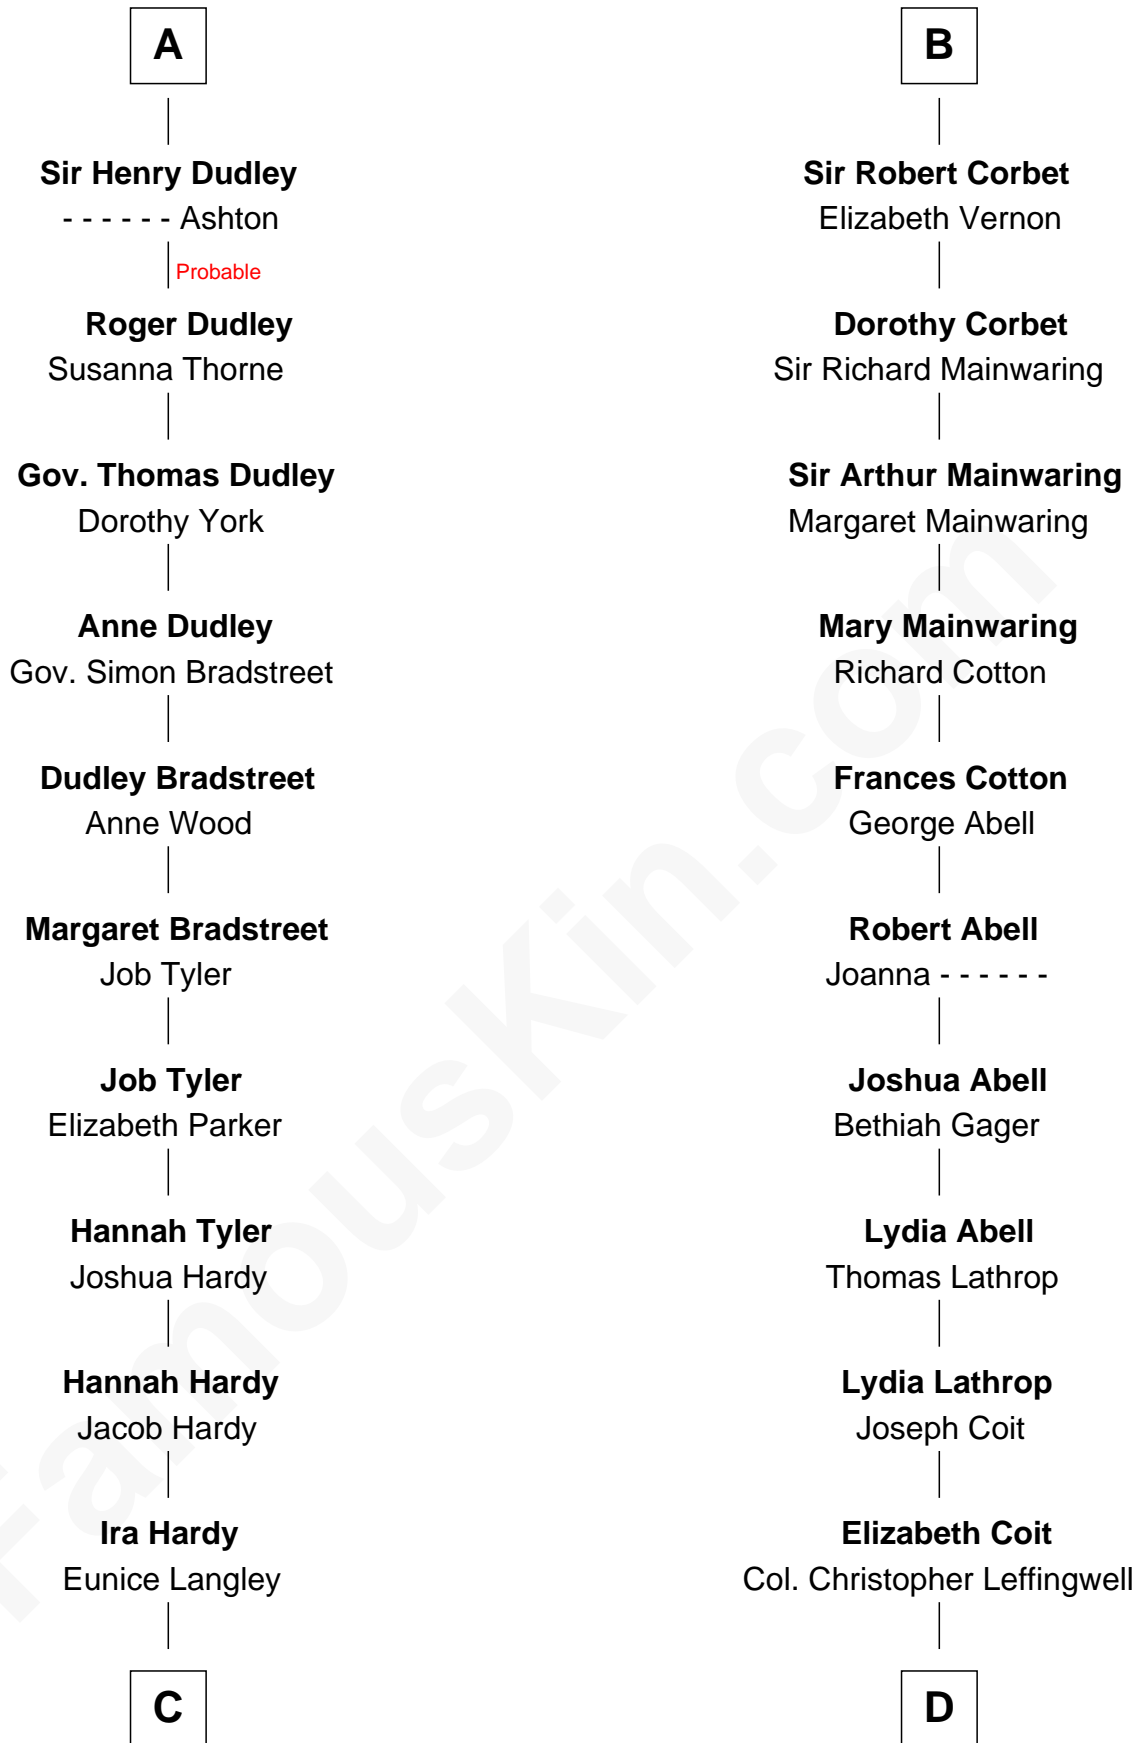 A
Sir Henry Dudley
- - - - - - Ashton
Probable
Roger Dudley
Susanna Thorne
Gov. Thomas Dudley
Dorothy York
Anne Dudley
Gov. Simon Bradstreet
Dudley Bradstreet
Anne Wood
Margaret Bradstreet
Job Tyler
Job Tyler
Elizabeth Parker
Hannah Tyler
Joshua Hardy
Hannah Hardy
Jacob Hardy
Ira Hardy
Eunice Langley
C
B
Sir Robert Corbet
Elizabeth Vernon
Dorothy Corbet
Sir Richard Mainwaring
Sir Arthur Mainwaring
Margaret Mainwaring
Mary Mainwaring
Richard Cotton
Frances Cotton
George Abell
Robert Abell
Joanna - - - - - -
Joshua Abell
Bethiah Gager
Lydia Abell
Thomas Lathrop
Lydia Lathrop
Joseph Coit
Elizabeth Coit
Col. Christopher Leffingwell
D
FamousKin.com